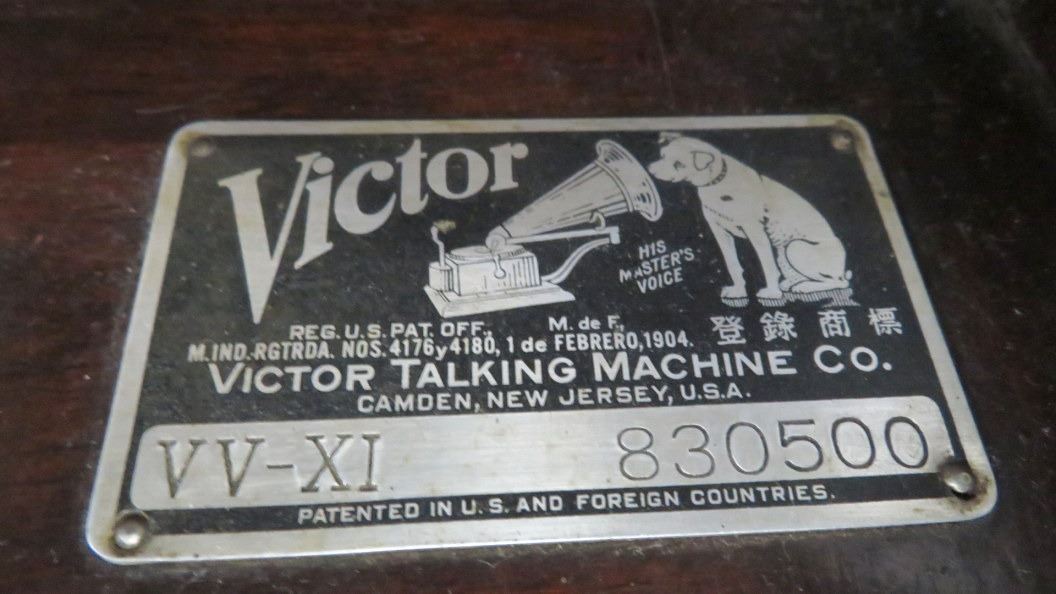 Victor
HIS
MASTER'S
VOICE
REG. U.S. PAT. OFF., M. de F.,
M.IND.-RGTRDA. NOS. 4176 y 4180, 1 de FEBRERO, 1904.
登錄商標
VICTOR TALKING MACHINE CO.
CAMDEN, NEW JERSEY, U.S.A.
VV-XI 830500
PATENTED IN U.S. AND FOREIGN COUNTRIES.